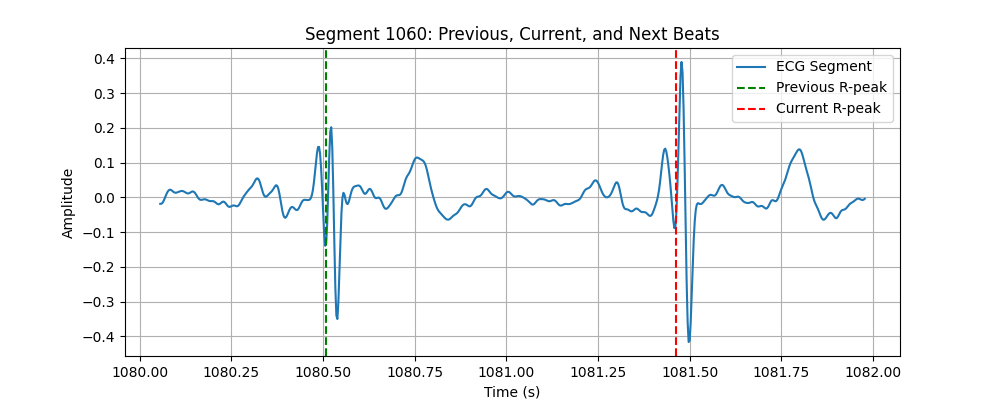 Segment 1060: Previous, Current, and Next Beats
ECG Segment
Previous R-peak
Current R-peak
Amplitude
0.4
0.3
0.2
0.1
0.0
−0.1
−0.2
−0.3
−0.4
1080.00 1080.25 1080.50 1080.75 1081.00 1081.25 1081.50 1081.75 1082.00
Time (s)